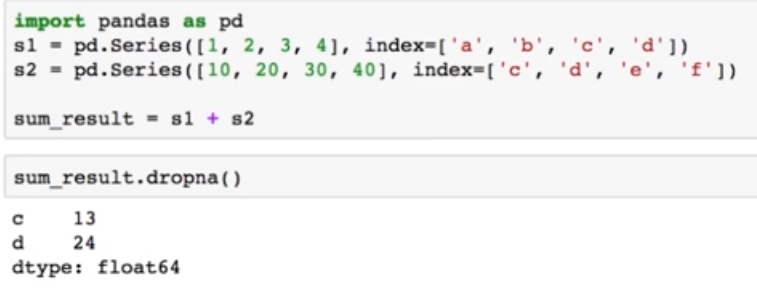 import pandas as pd
s1 = pd.Series([1, 2, 3, 4], index=['a', 'b', 'c', 'd'])
s2 = pd.Series([10, 20, 30, 40], index=['c', 'd', 'e', 'f'])
sum_result = s1 + s2
sum_result.dropna()
c    13
d    24
dtype: float64